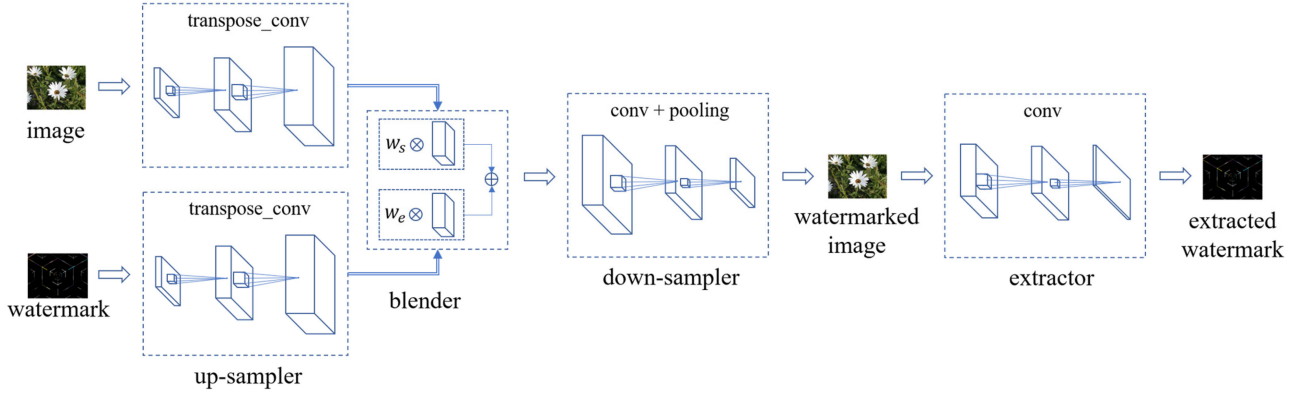 transpose_conv
image
transpose_conv
watermark
up-sampler
w_s ⊗
w_e ⊗
blender
conv + pooling
down-sampler
watermarked
image
conv
extractor
extracted
watermark